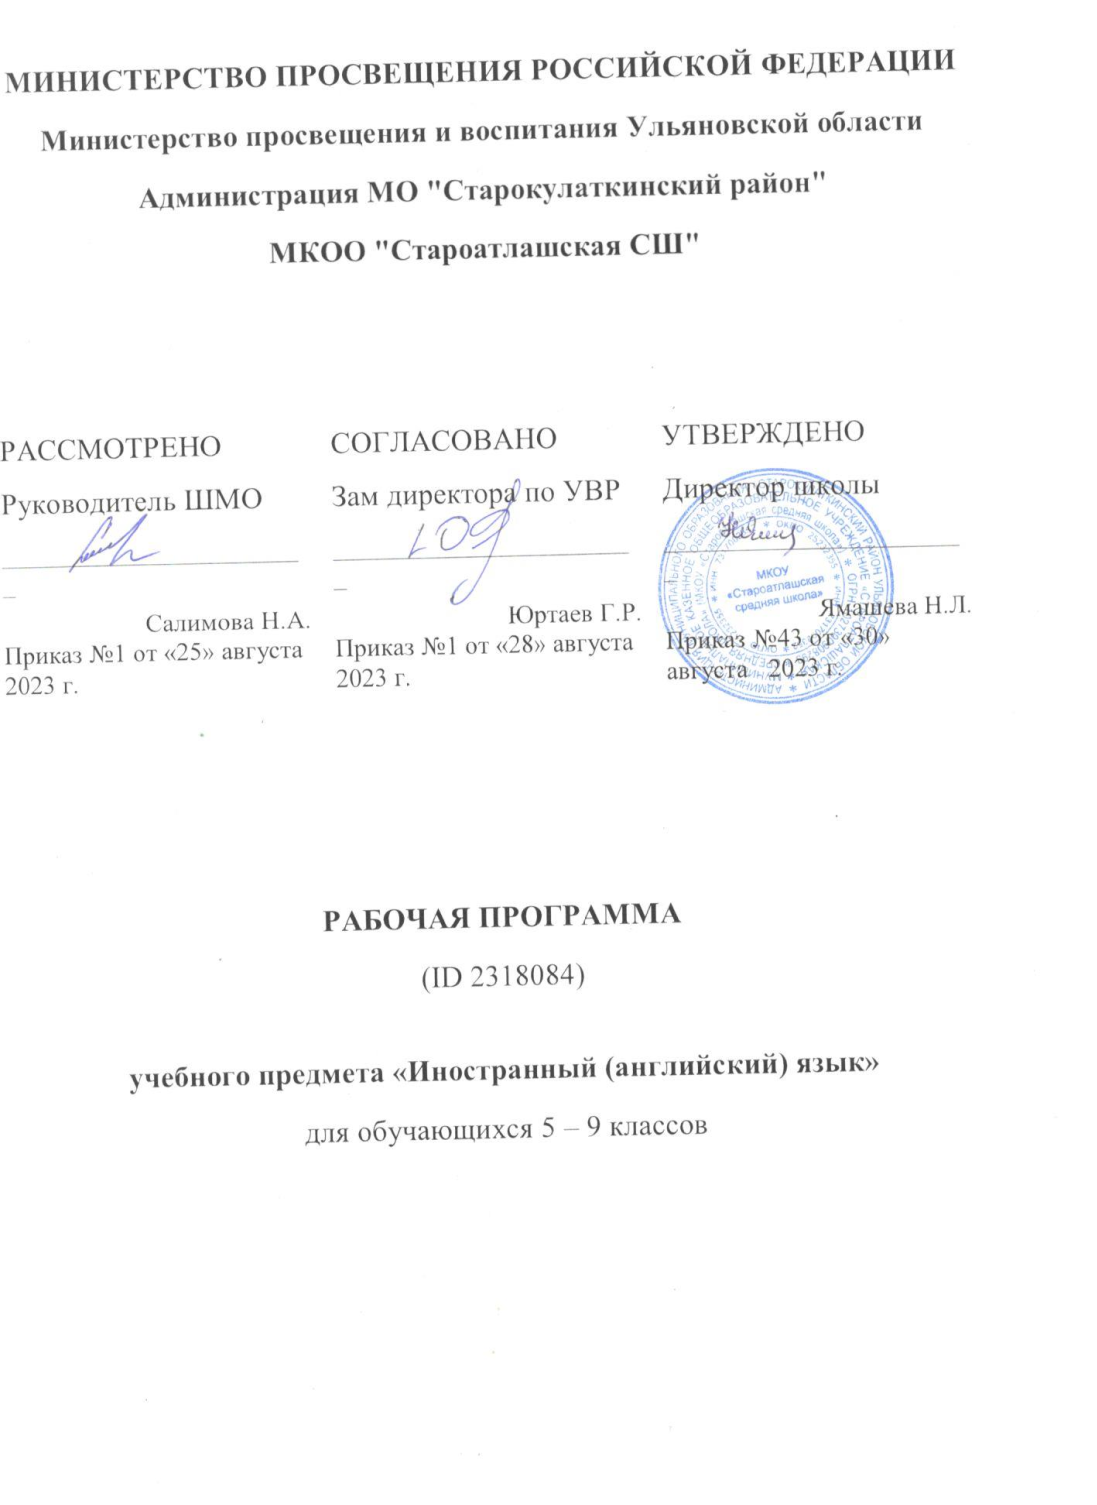 МИНИСТЕРСТВО ПРОСВЕЩЕНИЯ РОССИЙСКОЙ ФЕДЕРАЦИИ
Министерство просвещения и воспитания Ульяновской области
Администрация МО "Старокулаткинский район"
МКОО "Староатлашская СШ"
РАССМОТРЕНО
Руководитель ШМО
Салимова Н.А.
Приказ №1 от «25» августа
2023 г.
СОГЛАСОВАНО
Зам директора по УВР
Юртаев Г.Р.
Приказ №1 от «28» августа
2023 г.
УТВЕРЖДЕНО
Директор школы
МКОУ
«Староатлашская
средняя школа»
Ямашева Н.Л.
Приказ №43 от «30»
августа 2023 г.
РАБОЧАЯ ПРОГРАММА
(ID 2318084)
учебного предмета «Иностранный (английский) язык»
для обучающихся 5 – 9 классов